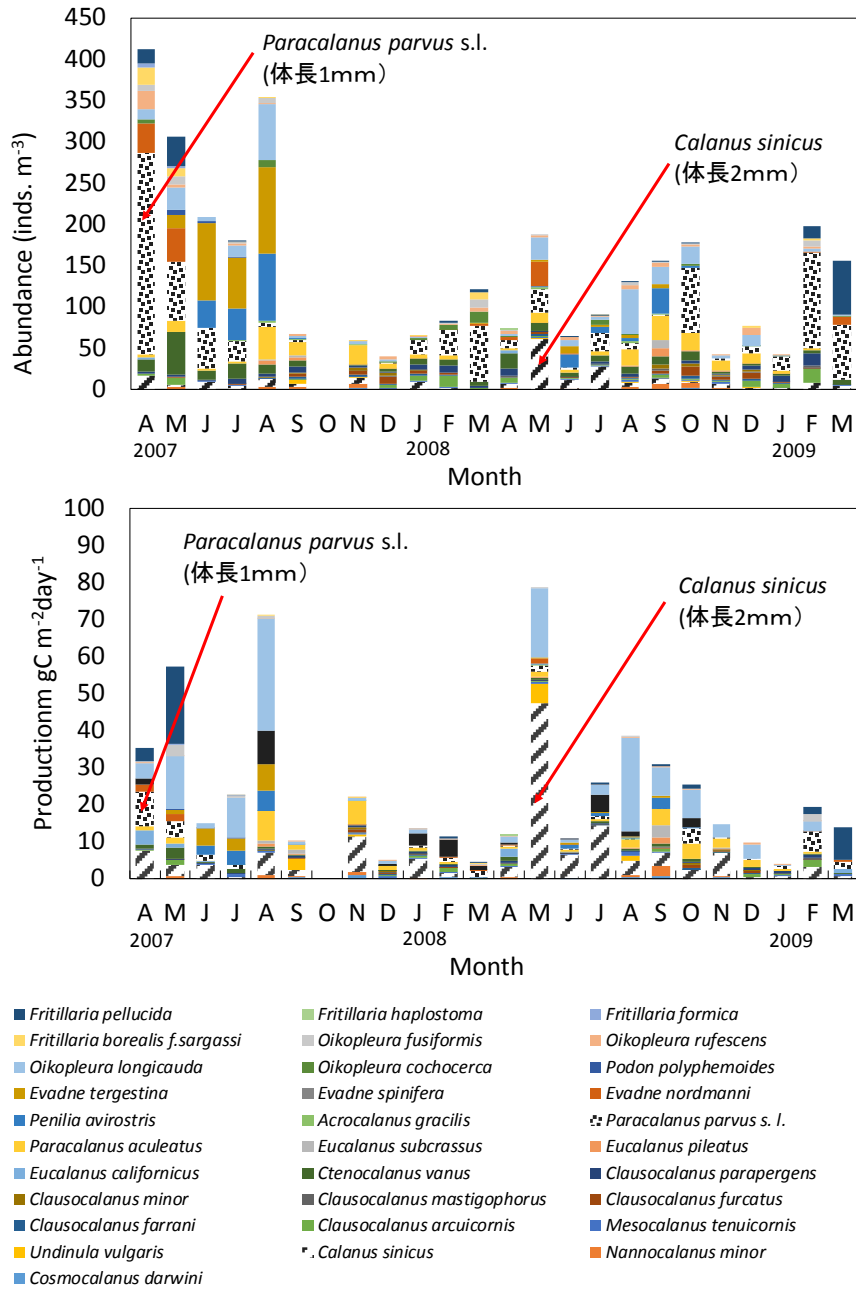 450
400
350
300
250
200
150
100
50
0
Abundance (inds. m-3)
Paracalanus parvus s.l.
(体長1mm）
Calanus sinicus
(体長2mm）
A M J J A S O N D J F M A M J J A S O N D J F M
2007 2008 2009
Month
100
90
80
70
60
50
40
30
20
10
0
Productionm gC m-2day-1
Paracalanus parvus s.l.
(体長1mm）
Calanus sinicus
(体長2mm）
A M J J A S O N D J F M A M J J A S O N D J F M
2007 2008 2009
Month
Fritillaria pellucida Fritillaria haplostoma Fritillaria formica
Fritillaria borealis f.sargassi Oikopleura fusiformis Oikopleura rufescens
Oikopleura longicauda Oikopleura cochocerca Podon polyphemoides
Evadne tergestina Evadne spinifera Evadne nordmanni
Penilia avirostris Acrocalanus gracilis Paracalanus parvus s. l.
Paracalanus aculeatus Eucalanus subcrassus Eucalanus pileatus
Eucalanus californicus Ctenocalanus vanus Clausocalanus parapergens
Clausocalanus minor Clausocalanus mastigophorus Clausocalanus furcatus
Clausocalanus farrani Clausocalanus arcuicornis Mesocalanus tenuicornis
Undinula vulgaris Calanus sinicus Nannocalanus minor
Cosmocalanus darwini